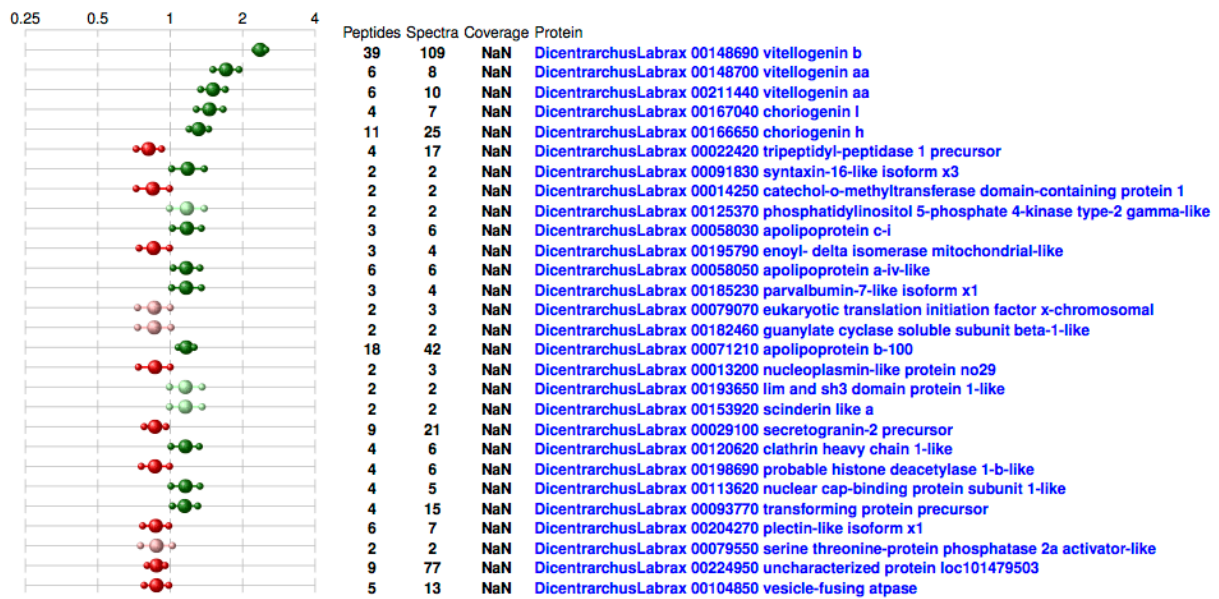 0.25 0.5 1 2 4
Peptides Spectra Coverage Protein
39 109 NaN DicentrarchusLabrax 00148690 vitellogenin b
6 8 NaN DicentrarchusLabrax 00148700 vitellogenin aa
6 10 NaN DicentrarchusLabrax 00211440 vitellogenin aa
4 7 NaN DicentrarchusLabrax 00167040 choriogenin l
11 25 NaN DicentrarchusLabrax 00166650 choriogenin h
4 17 NaN DicentrarchusLabrax 00022420 tripeptidyl-peptidase 1 precursor
2 2 NaN DicentrarchusLabrax 00091830 syntaxin-16-like isoform x3
2 2 NaN DicentrarchusLabrax 00014250 catechol-o-methyltransferase domain-containing protein 1
2 2 NaN DicentrarchusLabrax 00125370 phosphatidylinositol 5-phosphate 4-kinase type-2 gamma-like
3 6 NaN DicentrarchusLabrax 00058030 apolipoprotein c-i
3 4 NaN DicentrarchusLabrax 00195790 enoyl- delta isomerase mitochondrial-like
6 6 NaN DicentrarchusLabrax 00058050 apolipoprotein a-iv-like
3 4 NaN DicentrarchusLabrax 00185230 parvalbumin-7-like isoform x1
2 3 NaN DicentrarchusLabrax 00079070 eukaryotic translation initiation factor x-chromosomal
2 2 NaN DicentrarchusLabrax 00182460 guanylate cyclase soluble subunit beta-1-like
18 42 NaN DicentrarchusLabrax 00071210 apolipoprotein b-100
2 3 NaN DicentrarchusLabrax 00013200 nucleoplasmin-like protein no29
2 2 NaN DicentrarchusLabrax 00193650 lim and sh3 domain protein 1-like
2 2 NaN DicentrarchusLabrax 00153920 scinderin like a
9 21 NaN DicentrarchusLabrax 00029100 secretogranin-2 precursor
4 6 NaN DicentrarchusLabrax 00120620 clathrin heavy chain 1-like
4 6 NaN DicentrarchusLabrax 00198690 probable histone deacetylase 1-b-like
4 5 NaN DicentrarchusLabrax 00113620 nuclear cap-binding protein subunit 1-like
4 15 NaN DicentrarchusLabrax 00093770 transforming protein precursor
6 7 NaN DicentrarchusLabrax 00204270 plectin-like isoform x1
2 2 NaN DicentrarchusLabrax 00079550 serine threonine-protein phosphatase 2a activator-like
9 77 NaN DicentrarchusLabrax 00224950 uncharacterized protein loc101479503
5 13 NaN DicentrarchusLabrax 00104850 vesicle-fusing atpase